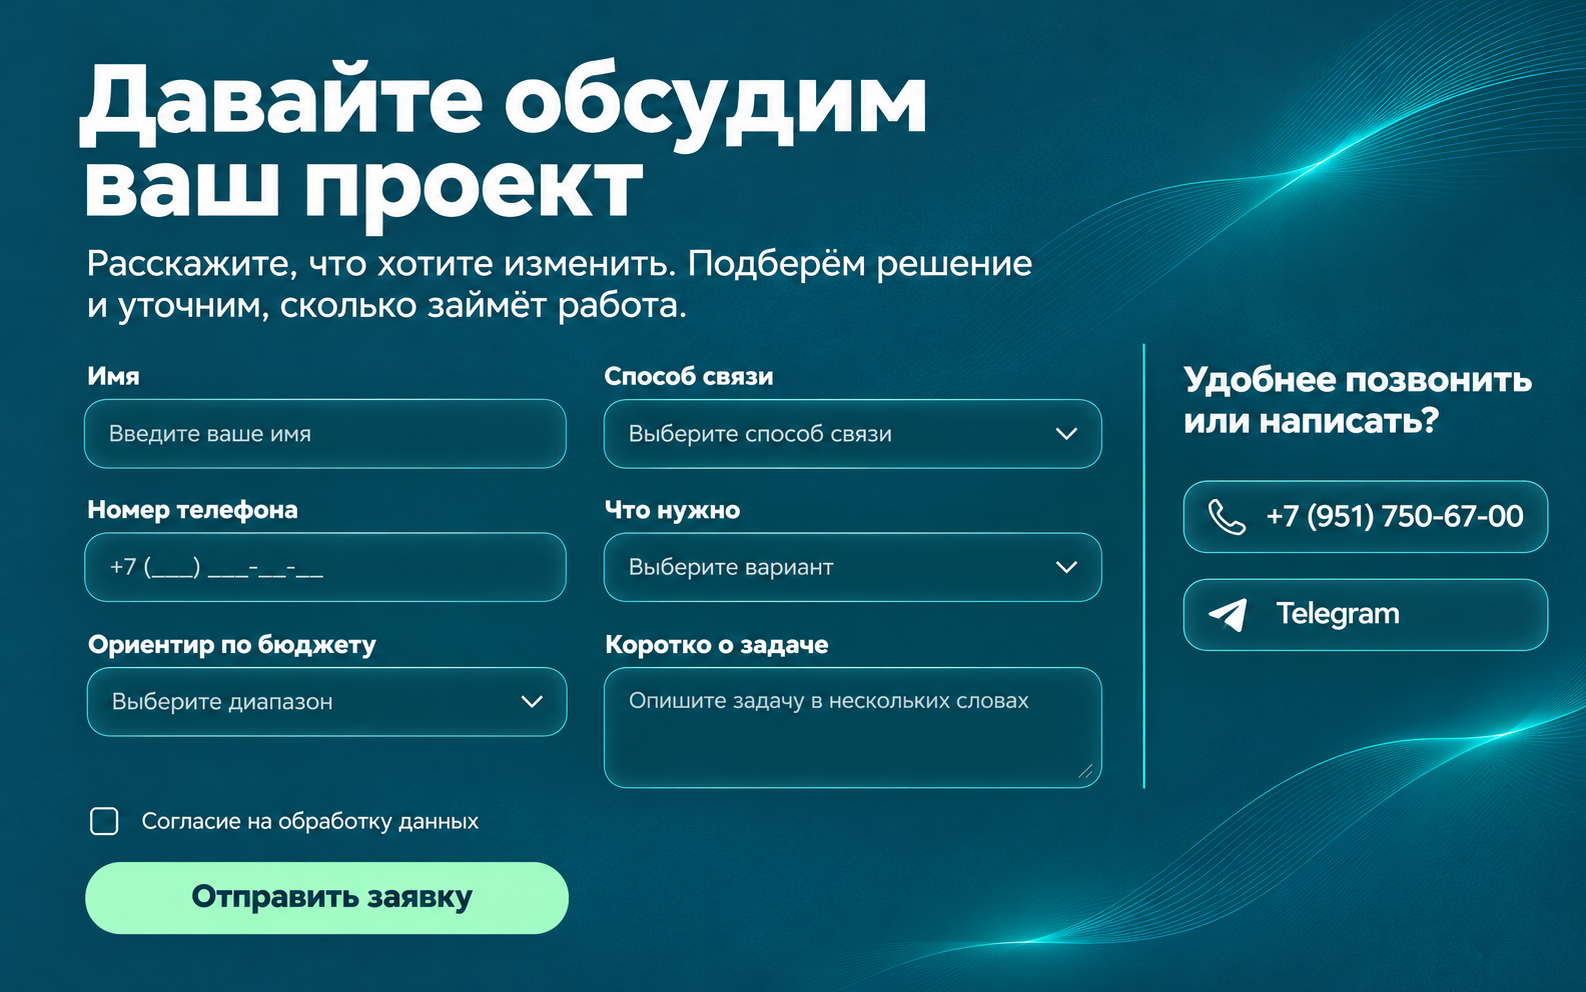 Давайте обсудим
ваш проект
Расскажите, что хотите изменить. Подберём решение
и уточним, сколько займёт работа.
Имя
Введите ваше имя
Способ связи
Выберите способ связи
Номер телефона
+7 (___) ___-__-__
Что нужно
Выберите вариант
Ориентир по бюджету
Выберите диапазон
Коротко о задаче
Опишите задачу в нескольких словах
Согласие на обработку данных
Отправить заявку
Удобнее позвонить
или написать?
+7 (951) 750-67-00
Telegram